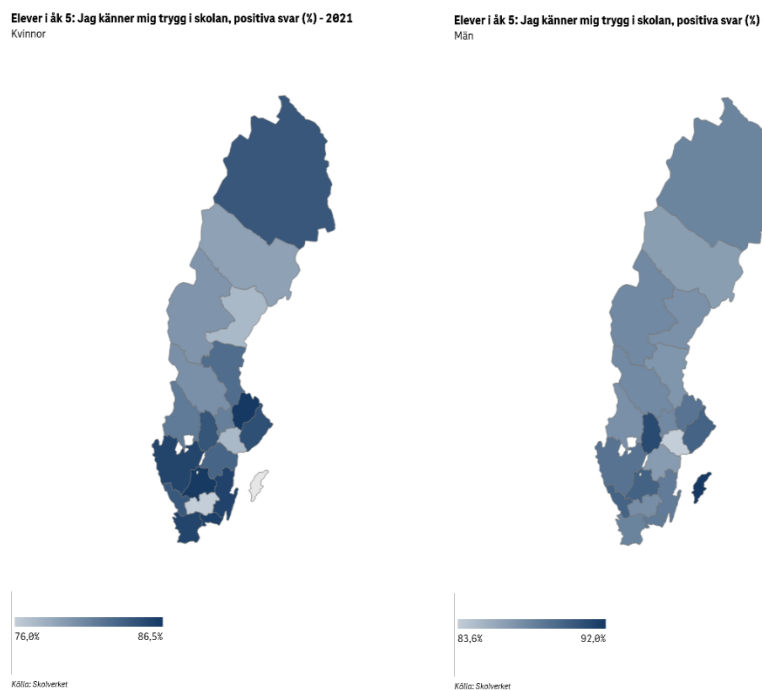 Elever i åk 5: Jag känner mig trygg i skolan, positiva svar (%) - 2021
Kvinnor
76,0%
86,5%
Källa: Skolverket
Elever i åk 5: Jag känner mig trygg i skolan, positiva svar (%)
Män
83,6%
92,0%
Källa: Skolverket